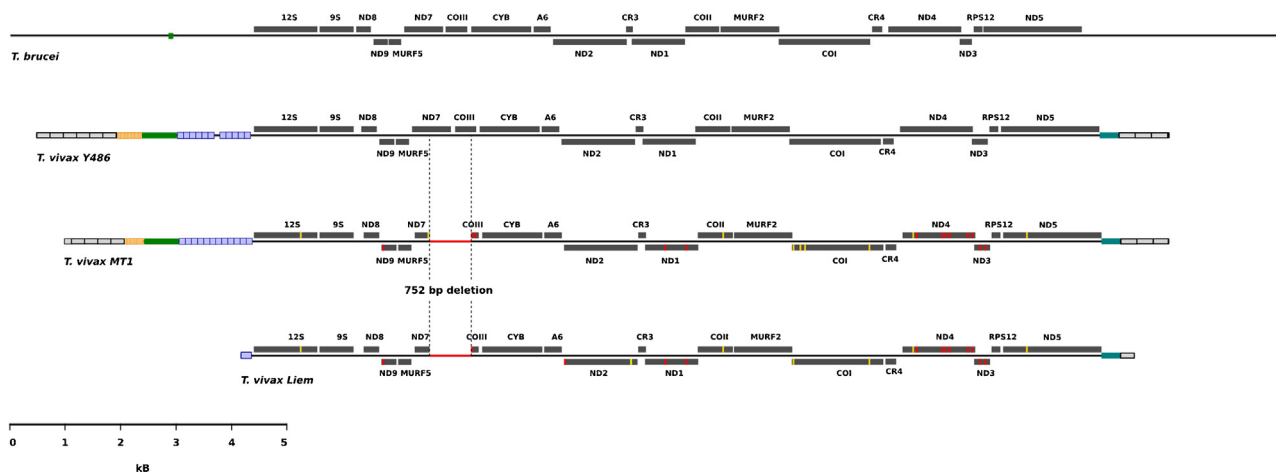 12S 9S ND8 ND7 COIII CYB A6 CR3 COII MURF2 CR4 ND4 RPS12 ND5
ND9 MURF5 ND2 ND1 COI ND3
T. brucei
12S 9S ND8 ND7 COIII CYB A6 CR3 COII MURF2 ND4 RPS12 ND5
ND9 MURF5 ND2 ND1 COI CR4 ND3
T. vivax Y486
12S 9S ND8 ND7 COIII CYB A6 CR3 COII MURF2 ND4 RPS12 ND5
ND9 MURF5 ND2 ND1 COI CR4 ND3
T. vivax MT1
752 bp deletion
12S 9S ND8 ND7 COIII CYB A6 CR3 COII MURF2 ND4 RPS12 ND5
ND9 MURF5 ND2 ND1 COI CR4 ND3
T. vivax Liem
0 1 2 3 4 5
kB